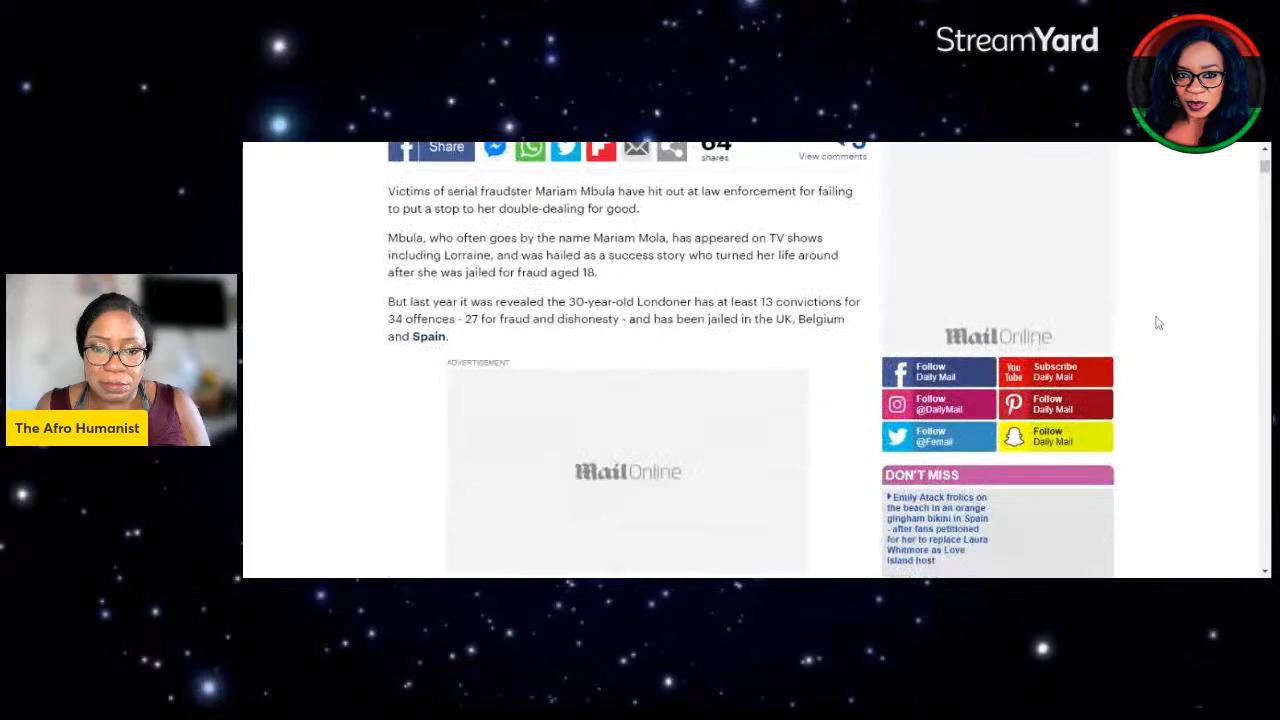 StreamYard
Share
64
shares
5
View comments
Victims of serial fraudster Mariam Mbula have hit out at law enforcement for failing
to put a stop to her double-dealing for good.
Mbula, who often goes by the name Mariam Mola, has appeared on TV shows
including Lorraine, and was hailed as a success story who turned her life around
after she was jailed for fraud aged 18.
But last year it was revealed the 30-year-old Londoner has at least 13 convictions for
34 offences - 27 for fraud and dishonesty - and has been jailed in the UK, Belgium
and Spain.
ADVERTISEMENT
MailOnline
The Afro Humanist
MailOnline
Follow
Daily Mail
You
Tube
Subscribe
Daily Mail
Follow
@DailyMail
Follow
Daily Mail
Follow
@Femail
Follow
Daily Mail
DON'T MISS
Emily Atack frolics on
the beach in an orange
gingham bikini in Spain
- after fans petitioned
for her to replace Laura
Whitmore as Love
Island host